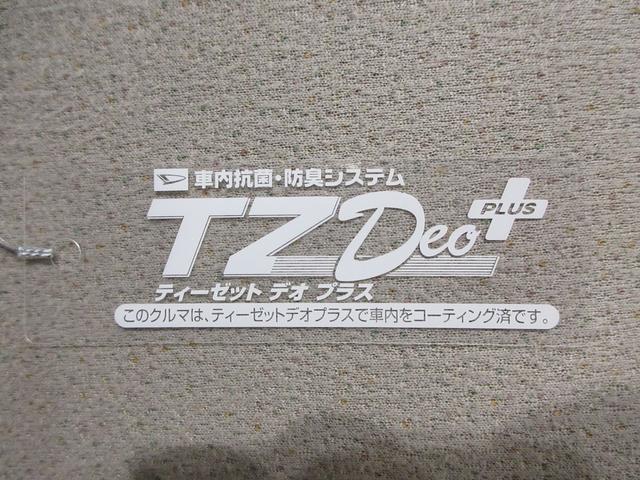 車内抗菌・防臭システム
TZ Deo PLUS
ティーゼット デオ プラス
このクルマは、ティーゼットデオプラスで車内をコーティング済です。